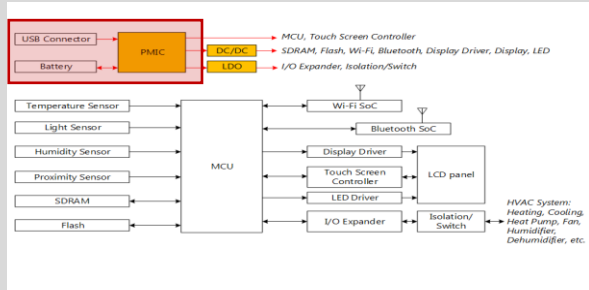 USB Connector
PMIC
Battery
DC/DC
LDO
MCU, Touch Screen Controller
SDRAM, Flash, Wi-Fi, Bluetooth, Display Driver, Display, LED
I/O Expander, Isolation/Switch
Temperature Sensor
Light Sensor
Humidity Sensor
Proximity Sensor
SDRAM
Flash
MCU
Wi-Fi SoC
Bluetooth SoC
Display Driver
Touch Screen
Controller
LED Driver
I/O Expander
LCD panel
Isolation/
Switch
HVAC System:
Heating, Cooling,
Heat Pump, Fan,
Humidifier,
Dehumidifier, etc.